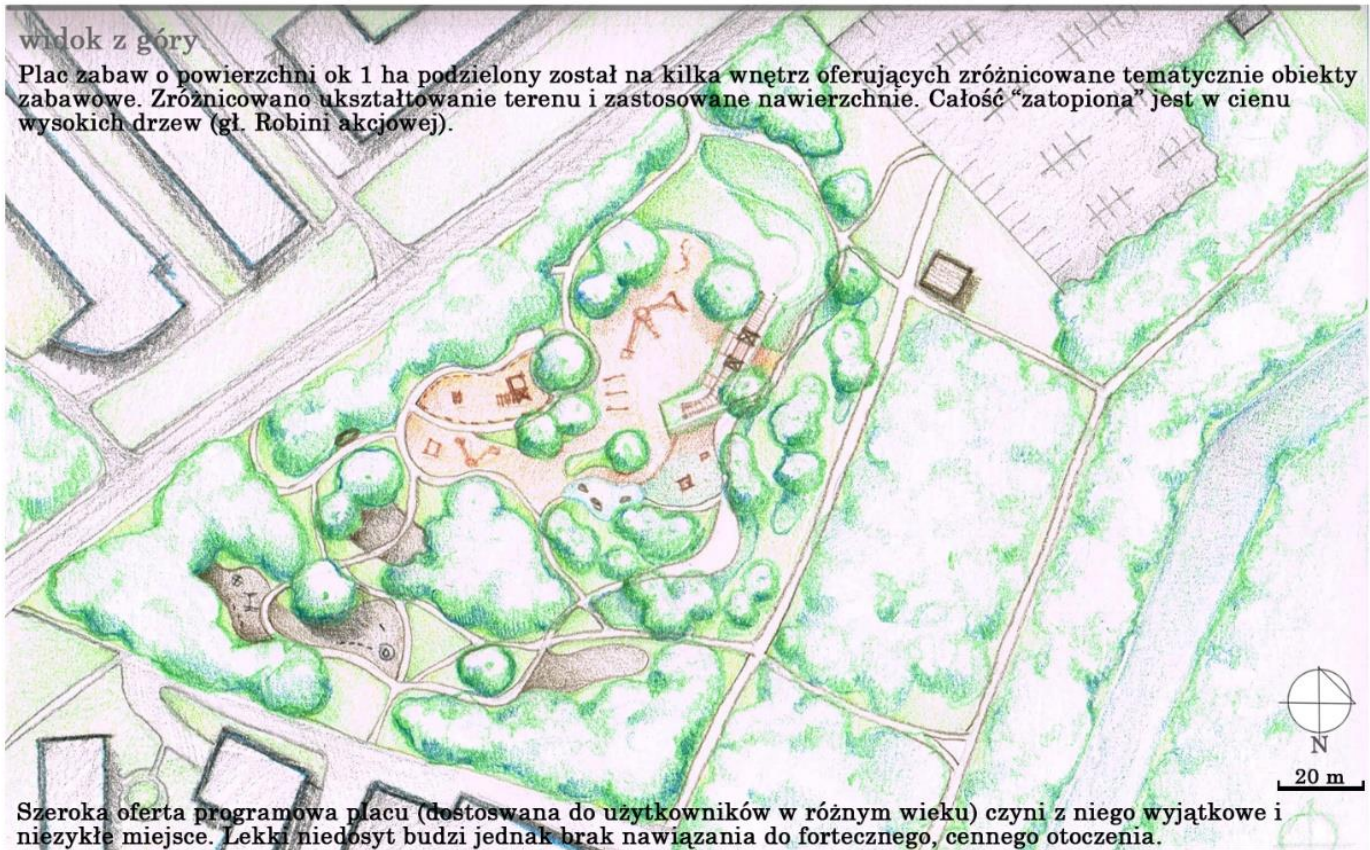 widok z góry
Plac zabaw o powierzchni ok 1 ha podzielony został na kilka wnętrz oferujących zróżnicowane tematycznie obiekty
zabawowe. Zróżnicowano ukształtowanie terenu i zastosowane nawierzchnie. Całość “zatopiona” jest w cieniu
wysokich drzew (gł. Robini akcjowej).
N
20 m
Szeroka oferta programowa placu (dostoswana do użytkowników w różnym wieku) czyni z niego wyjątkowe i
niezykłe miejsce. Lekki niedosyt budzi jednak brak nawiązania do fortecznego, cennego otoczenia.